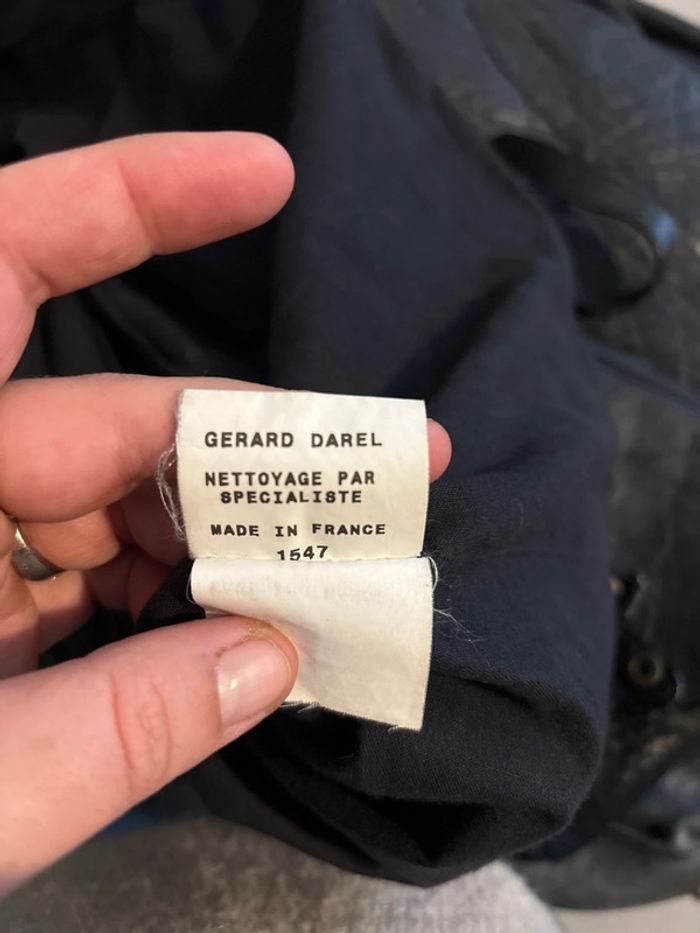 GERARD DAREL
NETTOYAGE PAR
SPECIALISTE
MADE IN FRANCE
1547